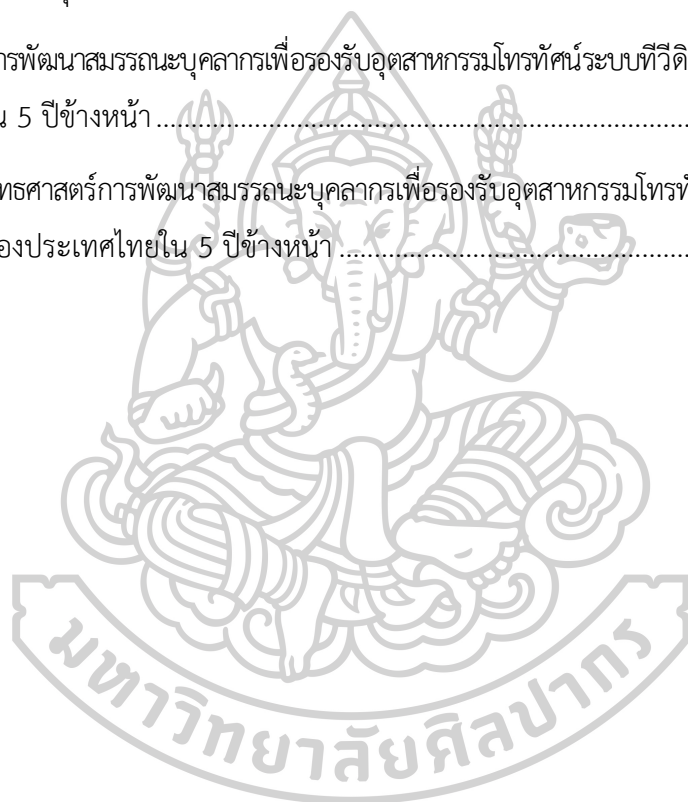 การพัฒนาสมรรถนะบุคลากรเพื่อรองรับอุตสาหกรรมโทรทัศน์ระบบทีวีดิ
น 5 ปีข้างหน้า ........................................................................
ทธศาสตร์การพัฒนาสมรรถนะบุคลากรเพื่อรองรับอุตสาหกรรมโทรทั
องประเทศไทยใน 5 ปีข้างหน้า ..............................................
มหาวิทยาลัยศิลปากร